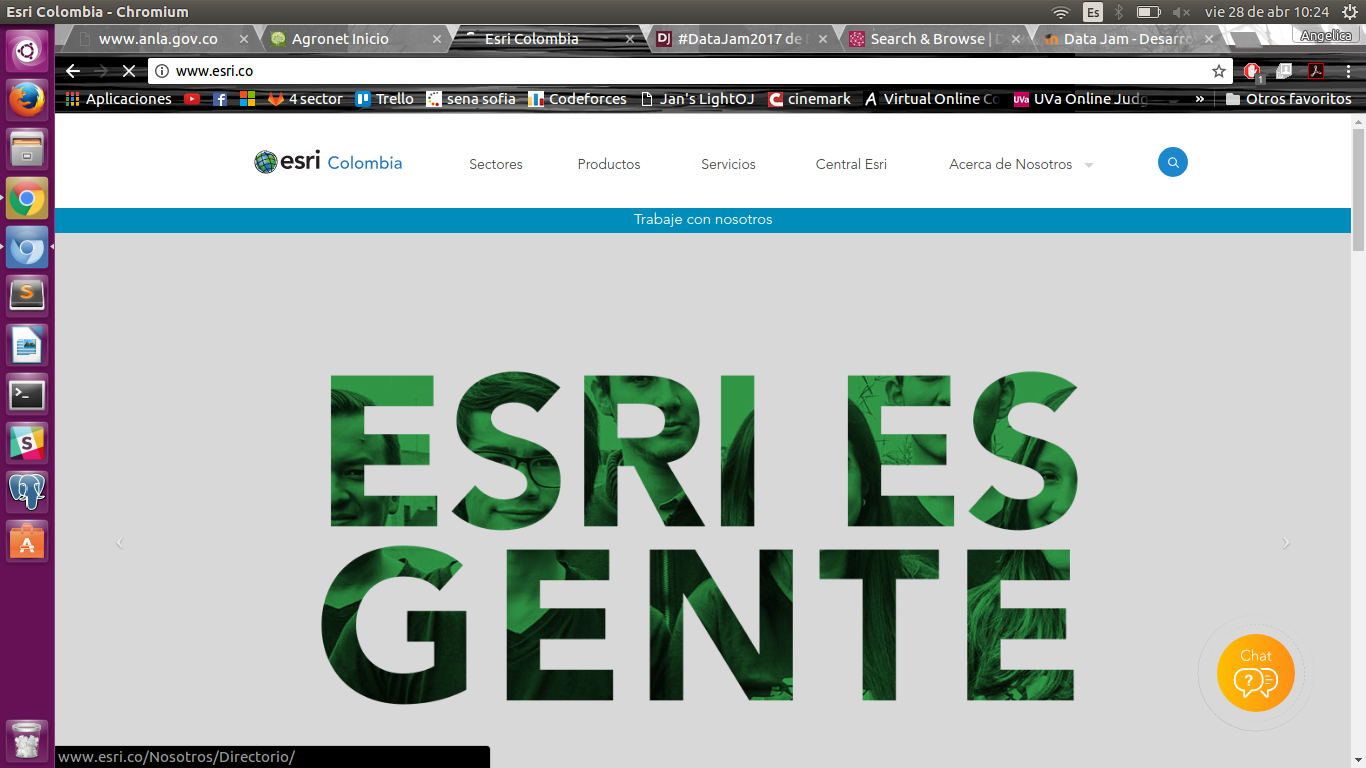 Esri Colombia - Chromium
Es
vie 28 de abr 10:24
www.anla.gov.co
Agronet Inicio
Esri Colombia
#DataJam2017 de
Search & Browse | D
Data Jam - Desarro
Angelica
www.esri.co
1
Aplicaciones
4 sector
Trello
sena sofia
Codeforces
Jan's LightOJ
cinemark
Virtual Online Co
UVa Online Judg
»
Otros favoritos
esri Colombia
Sectores
Productos
Servicios
Central Esri
Acerca de Nosotros
Trabaje con nosotros
ESRI ES
GENTE
Chat
www.esri.co/Nosotros/Directorio/